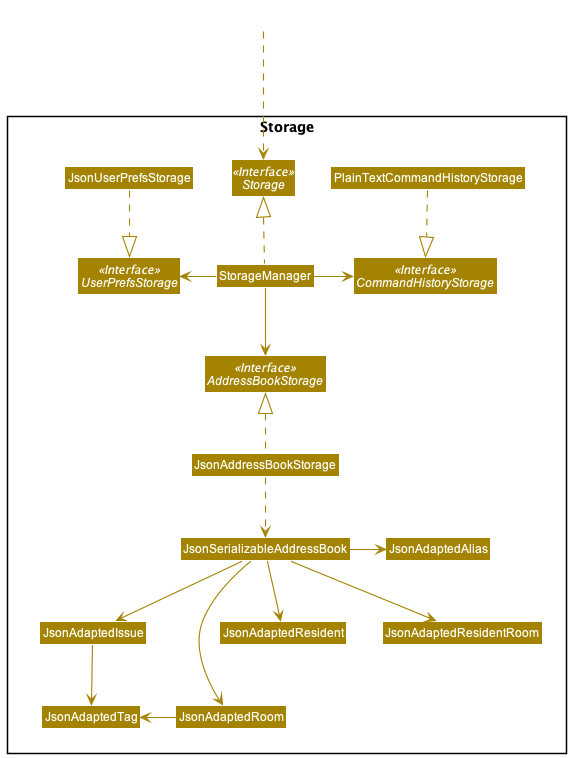 Storage
JsonUserPrefsStorage
«Interface»
Storage
PlainTextCommandHistoryStorage
«Interface»
UserPrefsStorage
StorageManager
«Interface»
CommandHistoryStorage
«Interface»
AddressBookStorage
JsonAddressBookStorage
JsonSerializableAddressBook
JsonAdaptedAlias
JsonAdaptedIssue
JsonAdaptedResident
JsonAdaptedResidentRoom
JsonAdaptedTag
JsonAdaptedRoom